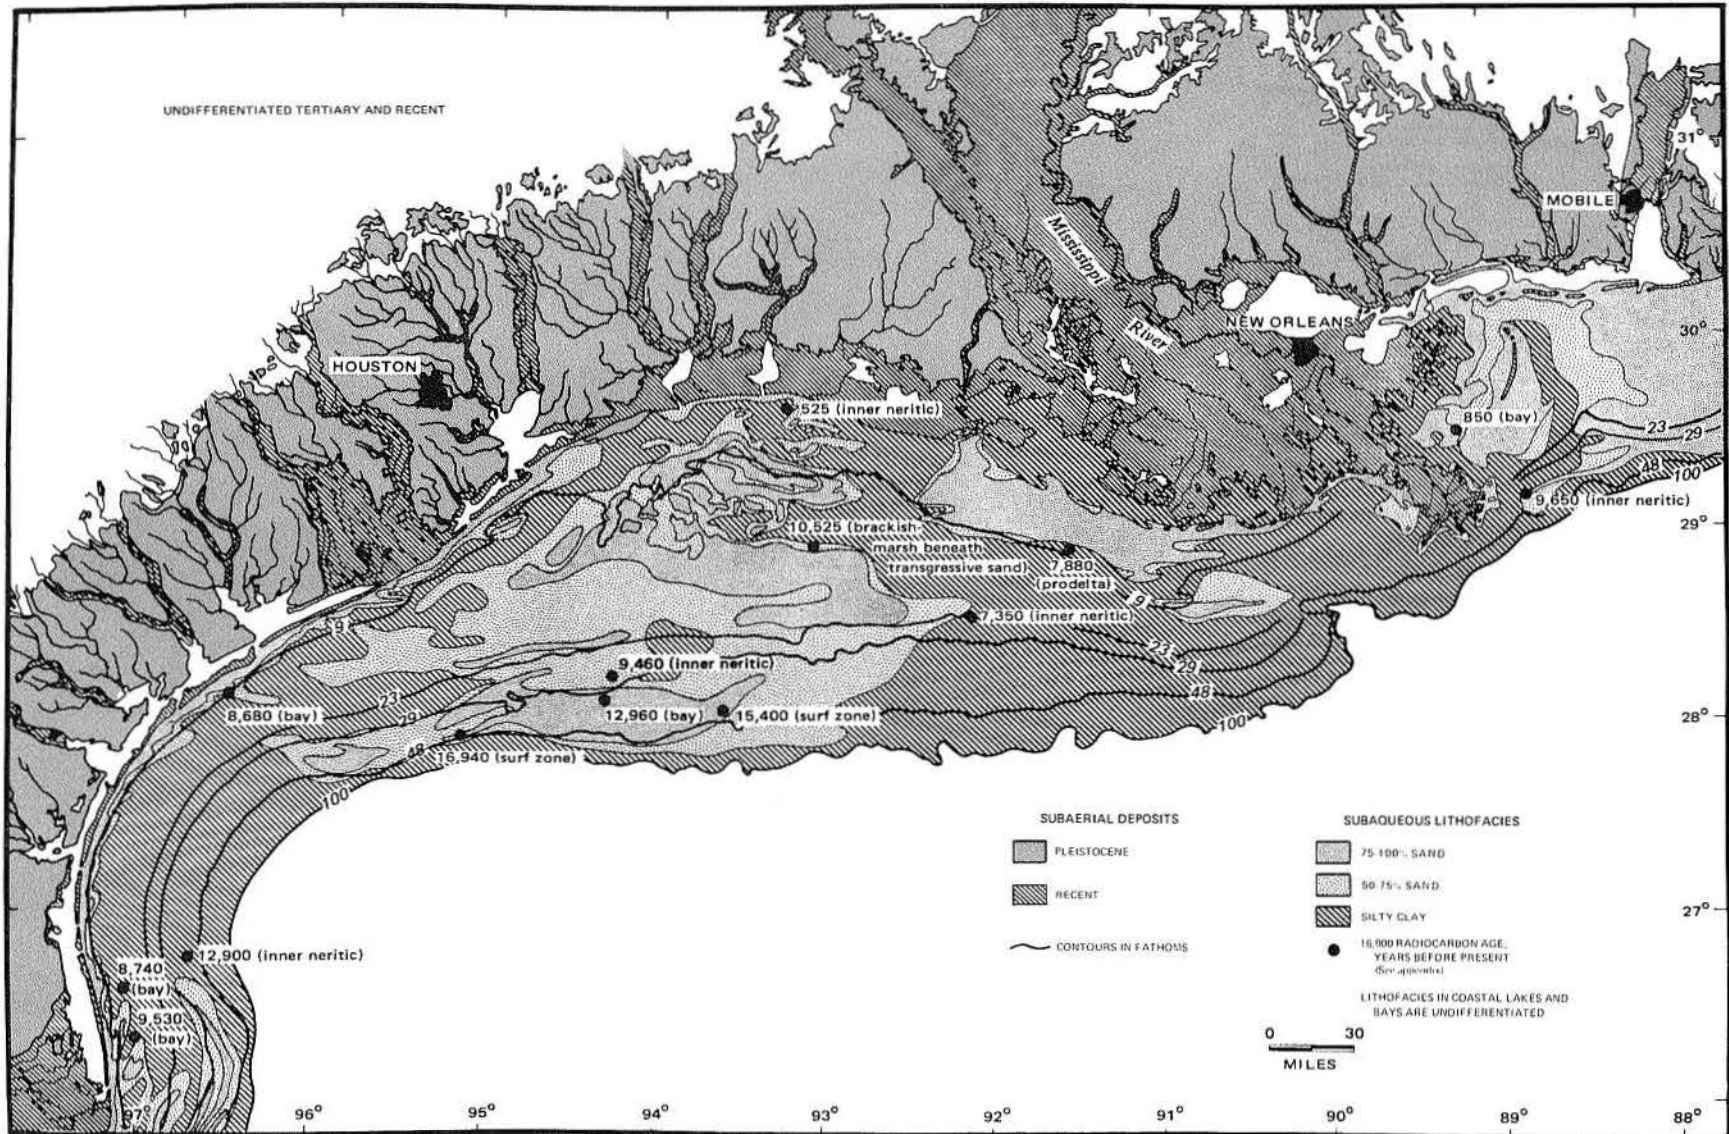 UNDIFFERENTIATED TERTIARY AND RECENT
31°
MOBILE
Mississippi
River
NEW ORLEANS
30°
HOUSTON
525 (inner neritic)
850 (bay)
23
29
48
100
9,650 (inner neritic)
29°
10,525 (brackish-
marsh beneath
transgressive sand)
7,880
(prodelta)
9
7,350 (inner neritic)
9
23
29
48
100
9,460 (inner neritic)
23
8,680 (bay)
29
12,960 (bay)
15,400 (surf zone)
28°
48
16,940 (surf zone)
100
SUBAERIAL DEPOSITS
PLEISTOCENE
RECENT
CONTOURS IN FATHOMS
SUBAQUEOUS LITHOFACIES
75-100% SAND
50-75% SAND
SILTY CLAY
16,900 RADIOCARBON AGE,
YEARS BEFORE PRESENT
(See appendix)
LITHOFACIES IN COASTAL LAKES AND
BAYS ARE UNDIFFERENTIATED
27°
12,900 (inner neritic)
8,740
(bay)
9,530
(bay)
0 30
MILES
97° 96° 95° 94° 93° 92° 91° 90° 89° 88°